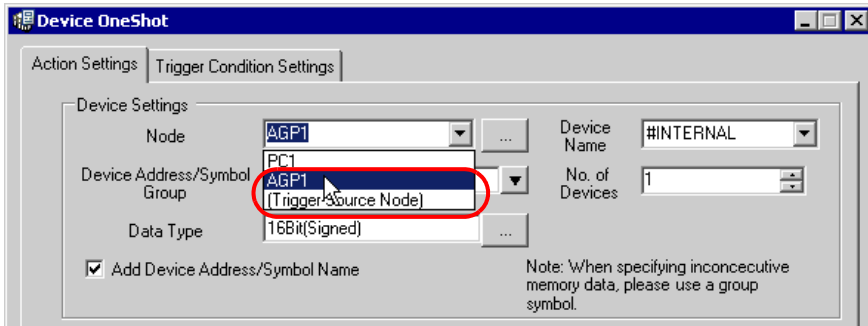 Device OneShot
Action Settings
Trigger Condition Settings
Device Settings
Node
AGP1
...
Device Name
#INTERNAL
PC1
AGP1
(Trigger Source Node)
Device Address/Symbol Group
No. of Devices
1
Data Type
16Bit(Signed)
...
Add Device Address/Symbol Name
Note: When specifying inconcecutive
memory data, please use a group
symbol.